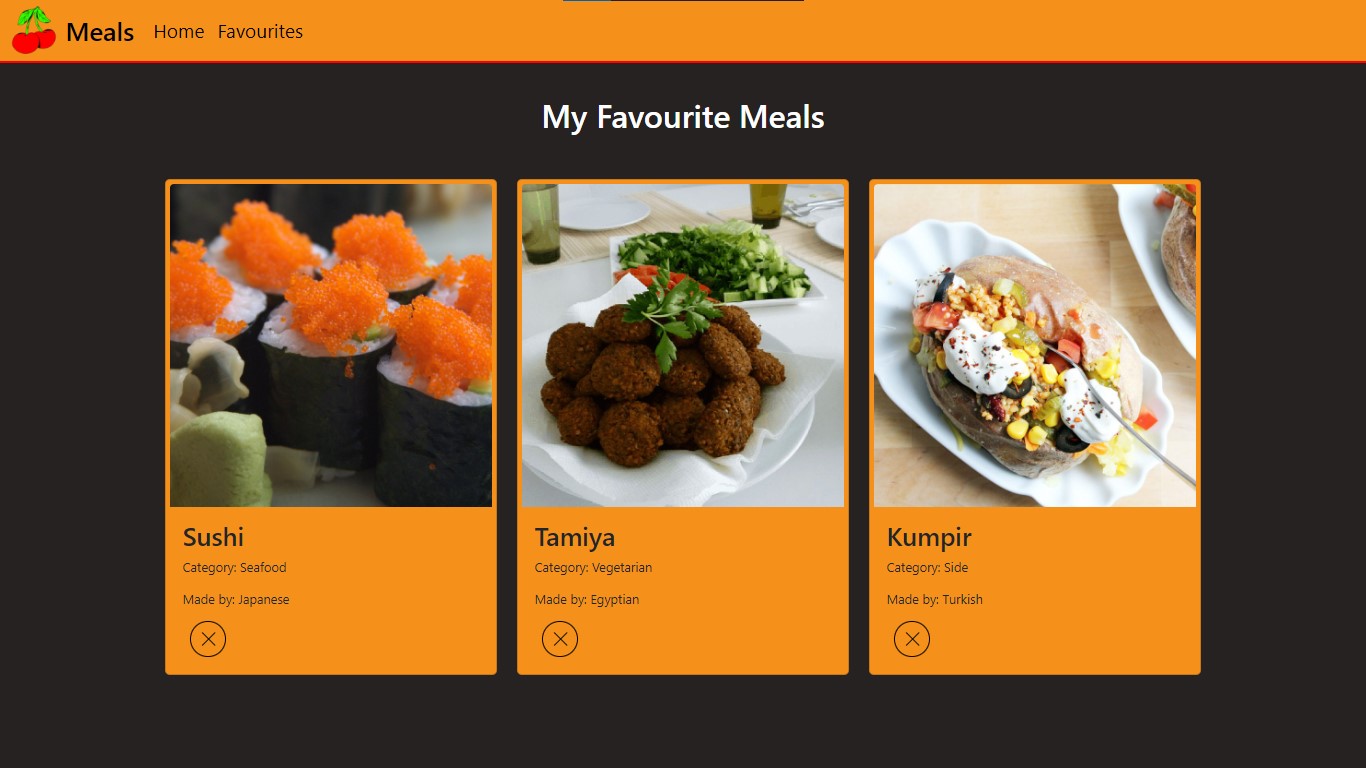 Meals Home Favourites
My Favourite Meals
Sushi
Category: Seafood
Made by: Japanese
Tamiya
Category: Vegetarian
Made by: Egyptian
Kumpir
Category: Side
Made by: Turkish